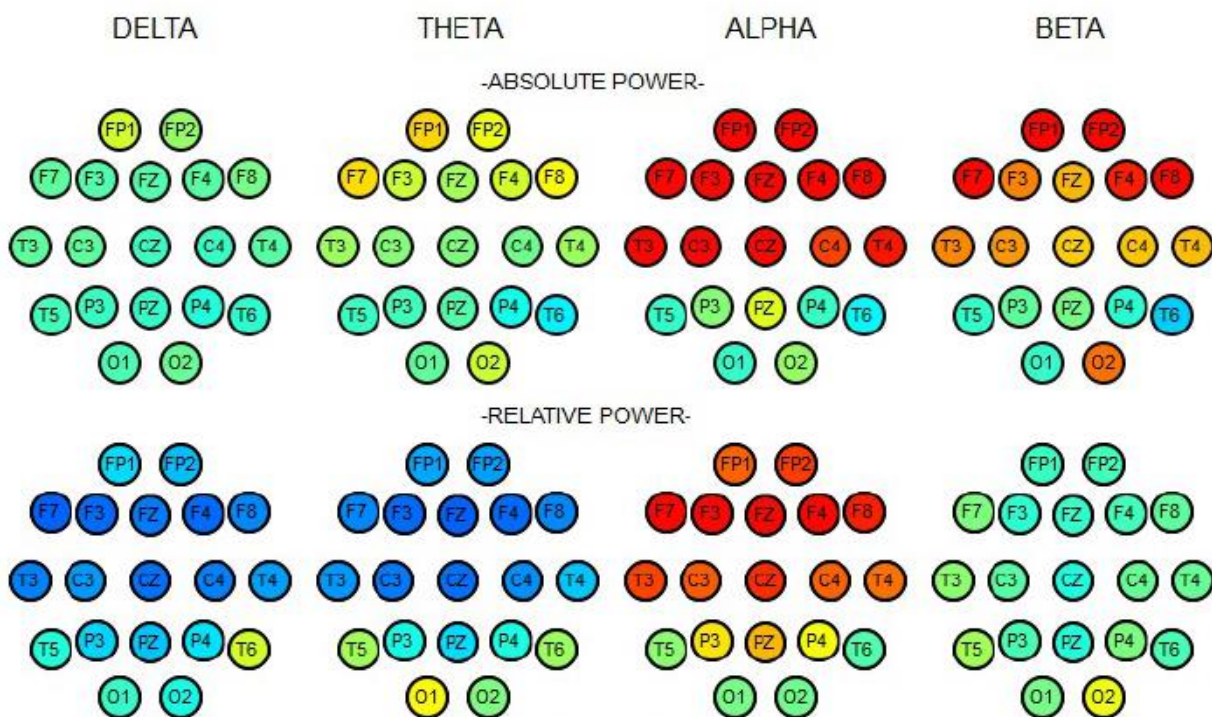 DELTA THETA ALPHA BETA
-ABSOLUTE POWER-
FP1 FP2 FP1 FP2 FP1 FP2 FP1 FP2
F7 F3 FZ F4 F8 F7 F3 FZ F4 F8 F7 F3 FZ F4 F8 F7 F3 FZ F4 F8
T3 C3 CZ C4 T4 T3 C3 CZ C4 T4 T3 C3 CZ C4 T4 T3 C3 CZ C4 T4
T5 P3 PZ P4 T6 T5 P3 PZ P4 T6 T5 P3 PZ P4 T6 T5 P3 PZ P4 T6
O1 O2 O1 O2 O1 O2 O1 O2
-RELATIVE POWER-
FP1 FP2 FP1 FP2 FP1 FP2 FP1 FP2
F7 F3 FZ F4 F8 F7 F3 FZ F4 F8 F7 F3 FZ F4 F8 F7 F3 FZ F4 F8
T3 C3 CZ C4 T4 T3 C3 CZ C4 T4 T3 C3 CZ C4 T4 T3 C3 CZ C4 T4
T5 P3 PZ P4 T6 T5 P3 PZ P4 T6 T5 P3 PZ P4 T6 T5 P3 PZ P4 T6
O1 O2 O1 O2 O1 O2 O1 O2